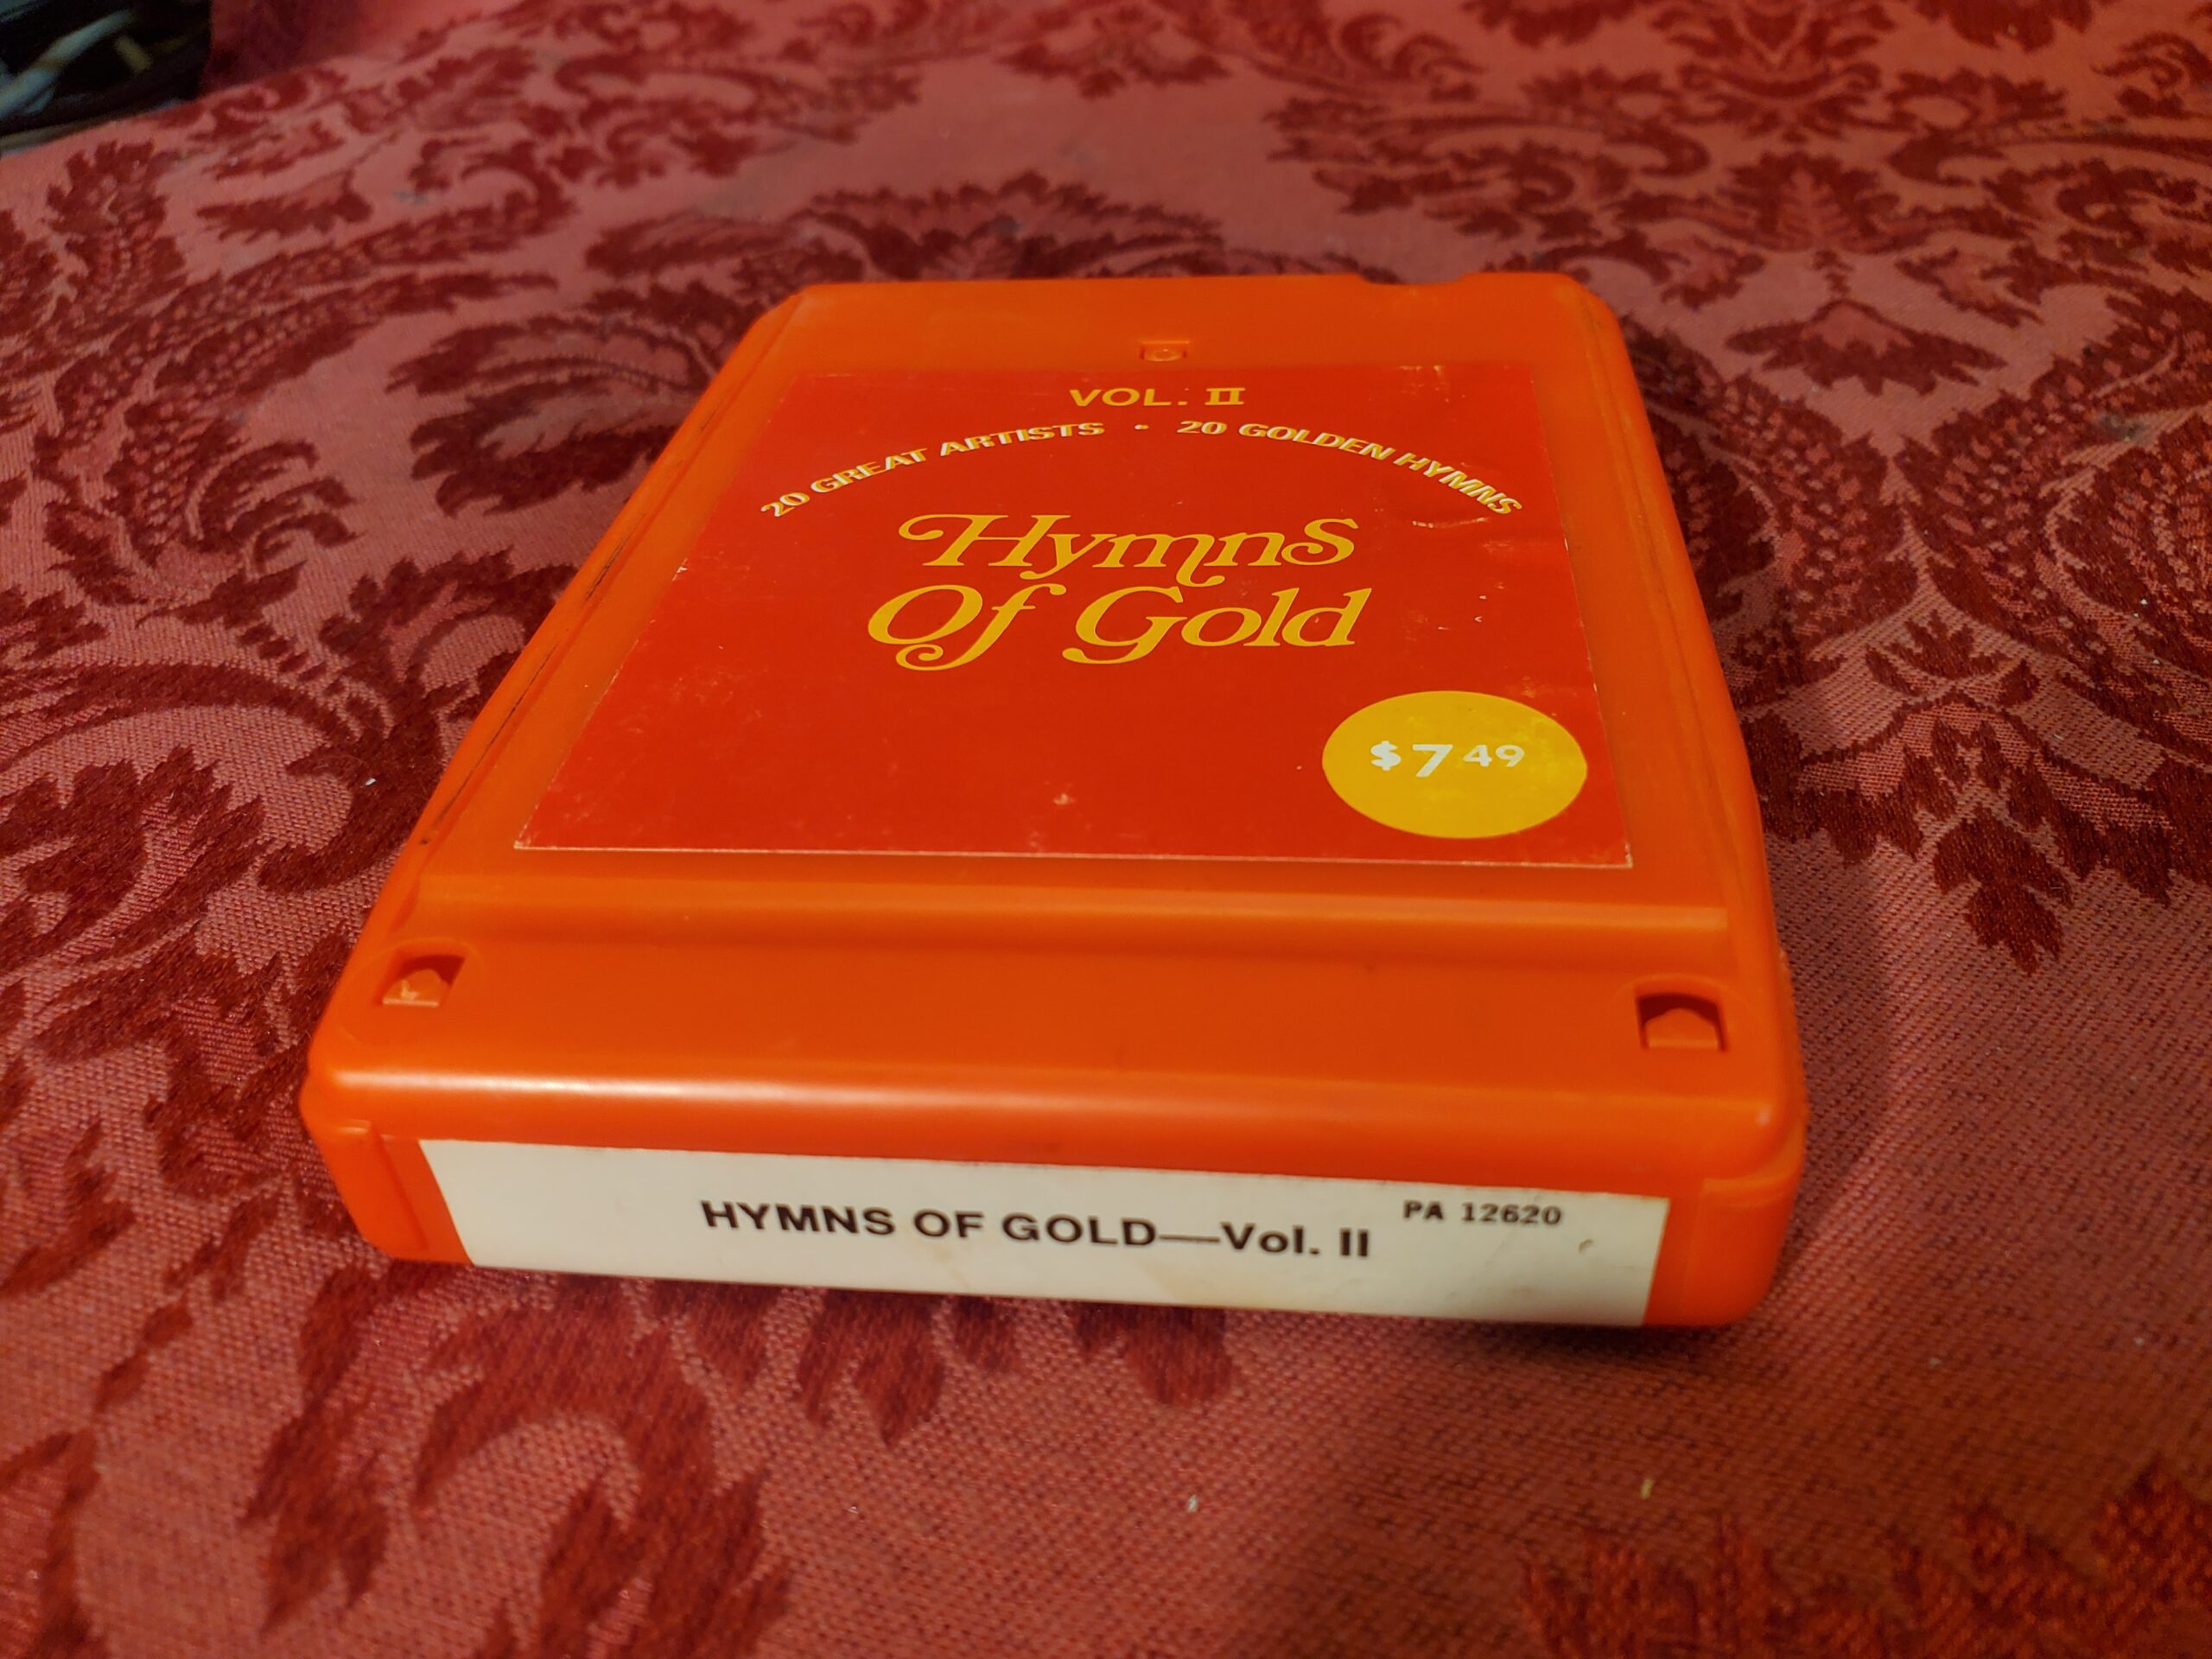 VOL. II
20 GREAT ARTISTS • 20 GOLDEN HYMNS
Hymns
Of Gold
$7 49
PA 12620
HYMNS OF GOLD—Vol. II